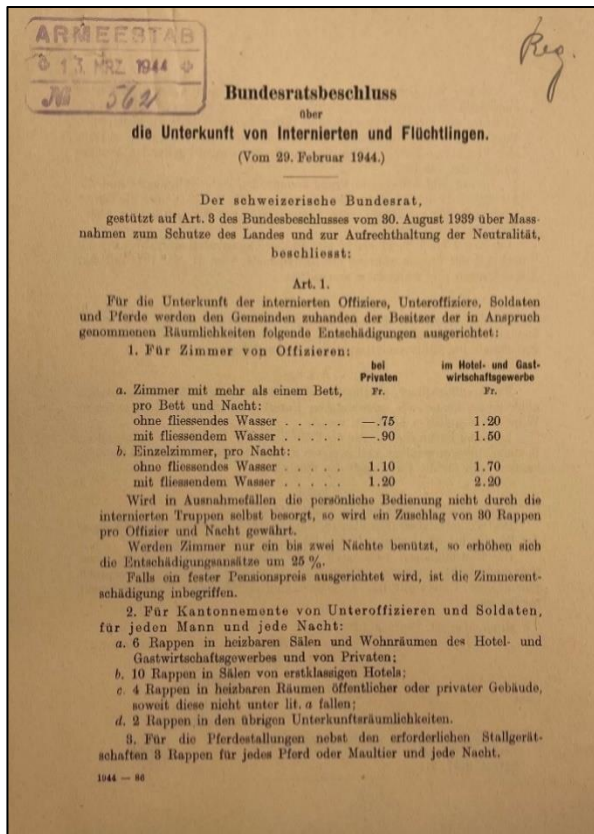 ARMEESTAB
13. MRZ. 1944
№ 562
Reg.
Bundesratsbeschluss
über
die Unterkunft von Internierten und Flüchtlingen.
(Vom 29. Februar 1944.)
Der schweizerische Bundesrat,
gestützt auf Art. 3 des Bundesbeschlusses vom 30. August 1939 über Mass-
nahmen zum Schutze des Landes und zur Aufrechthaltung der Neutralität,
beschliesst:
Art. 1.
Für die Unterkunft der internierten Offiziere, Unteroffiziere, Soldaten
und Pferde werden den Gemeinden zuhanden der Besitzer der in Anspruch
genommenen Räumlichkeiten folgende Entschädigungen ausgerichtet:
1. Für Zimmer von Offizieren:
bei Privaten im Hotel- und Gast-
wirtschaftsgewerbe
a. Zimmer mit mehr als einem Bett, Fr. Fr.
pro Bett und Nacht:
ohne fliessendes Wasser . . . . . —.75 1.20
mit fliessendem Wasser . . . . . —.90 1.50
b. Einzelzimmer, pro Nacht:
ohne fliessendes Wasser . . . . . 1.10 1.70
mit fliessendem Wasser . . . . . 1.20 2.20
Wird in Ausnahmefällen die persönliche Bedienung nicht durch die
internierten Truppen selbst besorgt, so wird ein Zuschlag von 30 Rappen
pro Offizier und Nacht gewährt.
Werden Zimmer nur ein bis zwei Nächte benützt, so erhöhen sich
die Entschädigungsansätze um 25 %.
Falls ein fester Pensionspreis ausgerichtet wird, ist die Zimmerent-
schädigung inbegriffen.
2. Für Kantonnemente von Unteroffizieren und Soldaten,
für jeden Mann und jede Nacht:
a. 6 Rappen in heizbaren Sälen und Wohnräumen des Hotel- und
Gastwirtschaftsgewerbes und von Privaten;
b. 10 Rappen in Sälen von erstklassigen Hotels;
c. 4 Rappen in heizbaren Räumen öffentlicher oder privater Gebäude,
soweit diese nicht unter lit. a fallen;
d. 2 Rappen in den übrigen Unterkunftsräumlichkeiten.
3. Für die Pferdestallungen nebst den erforderlichen Stallgerät-
schaften 3 Rappen für jedes Pferd oder Maultier und jede Nacht.
1944 — 86